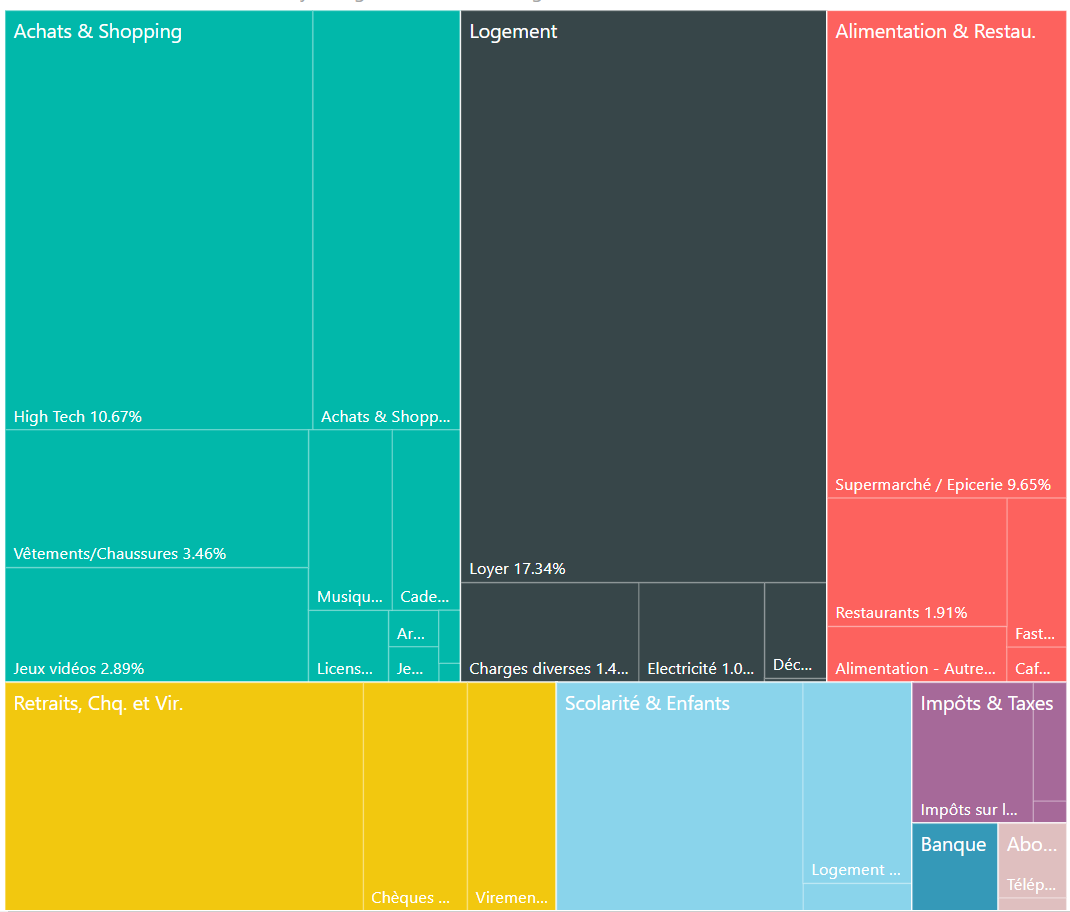 Achats & Shopping
High Tech 10.67%
Achats & Shopp...
Vêtements/Chaussures 3.46%
Jeux vidéos 2.89%
Musiqu...
Cade...
Licens...
Ar...
Je...
Logement
Loyer 17.34%
Charges diverses 1.4...
Electricité 1.0...
Déc...
Alimentation & Restau.
Supermarché / Epicerie 9.65%
Restaurants 1.91%
Fast...
Alimentation - Autre...
Caf...
Retraits, Chq. et Vir.
Chèques ...
Viremen...
Scolarité & Enfants
Logement ...
Impôts & Taxes
Impôts sur l...
Banque
Abo...
Télép...